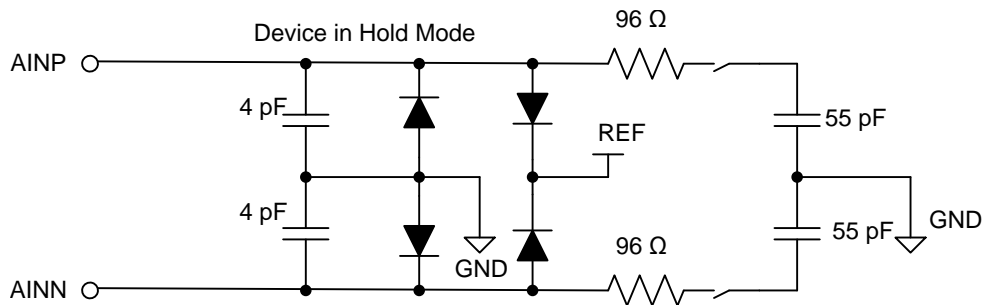 96 Ω
Device in Hold Mode
AINP
4 pF
55 pF
REF
4 pF
GND
55 pF
GND
96 Ω
AINN